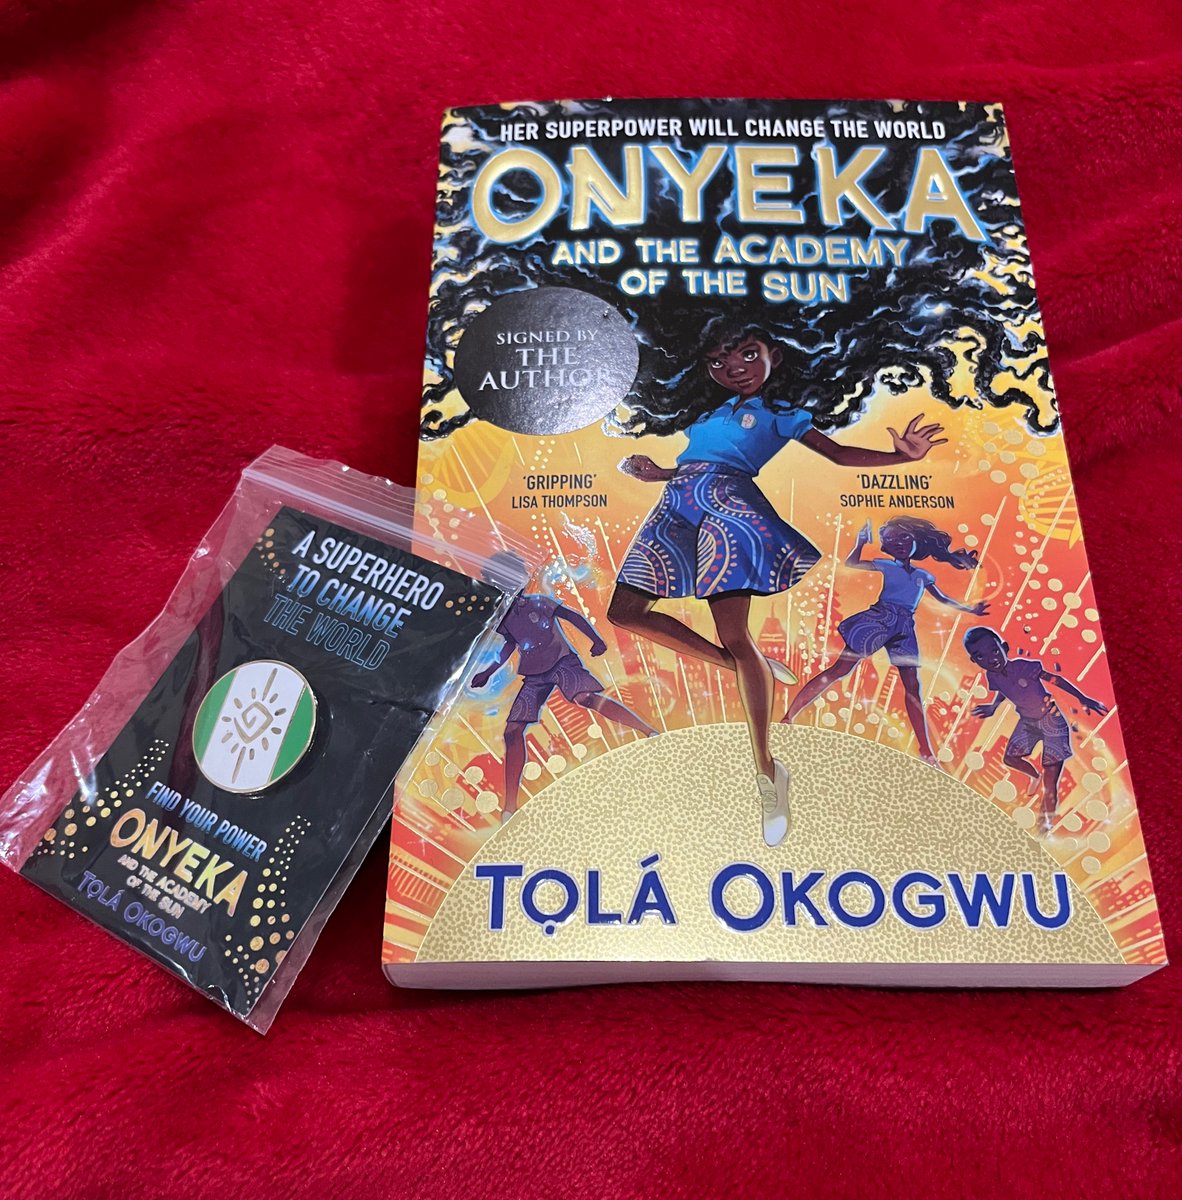 HER SUPERPOWER WILL CHANGE THE WORLD
ONYEKA
AND THE ACADEMY
OF THE SUN
SIGNED BY
THE
AUTHOR
'GRIPPING'
LISA THOMPSON
'DAZZLING'
SOPHIE ANDERSON
TỌLÁ OKOGWU
A SUPERHERO
TO CHANGE
THE WORLD
FIND YOUR POWER
ONYEKA
AND THE ACADEMY
OF THE SUN
TỌLÁ OKOGWU